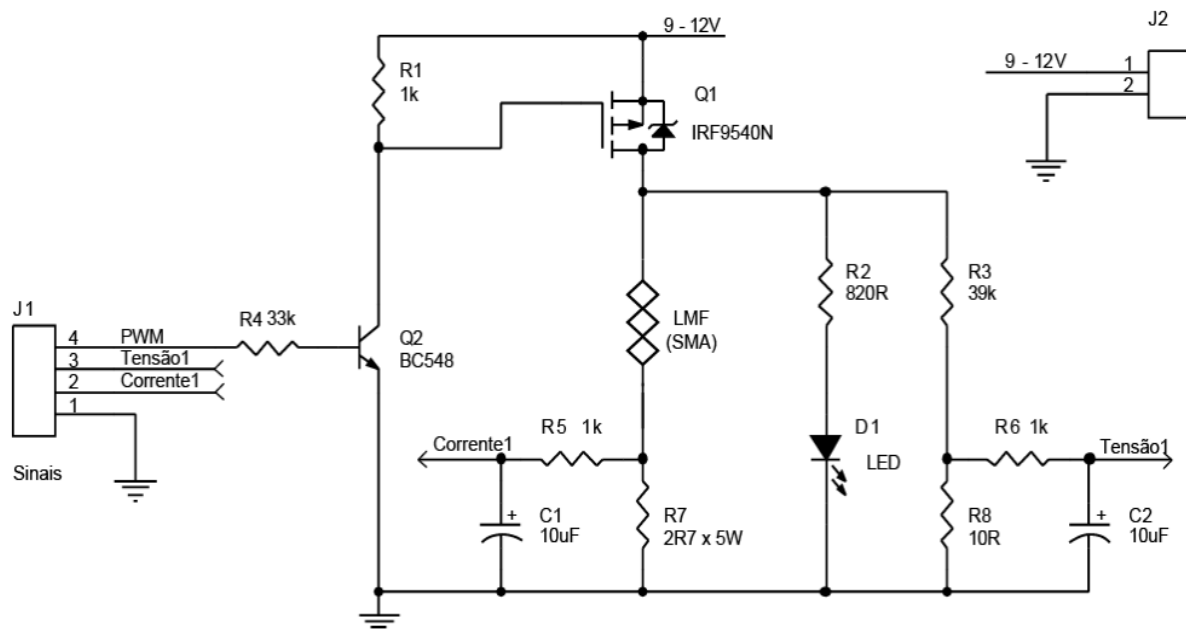 9 - 12V
J2
R1
1k
9 - 12V
1
2
Q1
IRF9540N
J1
R4 33k
4
PWM
3
Tensão1
2
Corrente1
1
Q2
BC548
LMF
(SMA)
R2
820R
R3
39k
Sinais
Corrente1
R5 1k
D1
LED
R6 1k
Tensão1
+
C1
10uF
R7
2R7 x 5W
R8
10R
+
C2
10uF